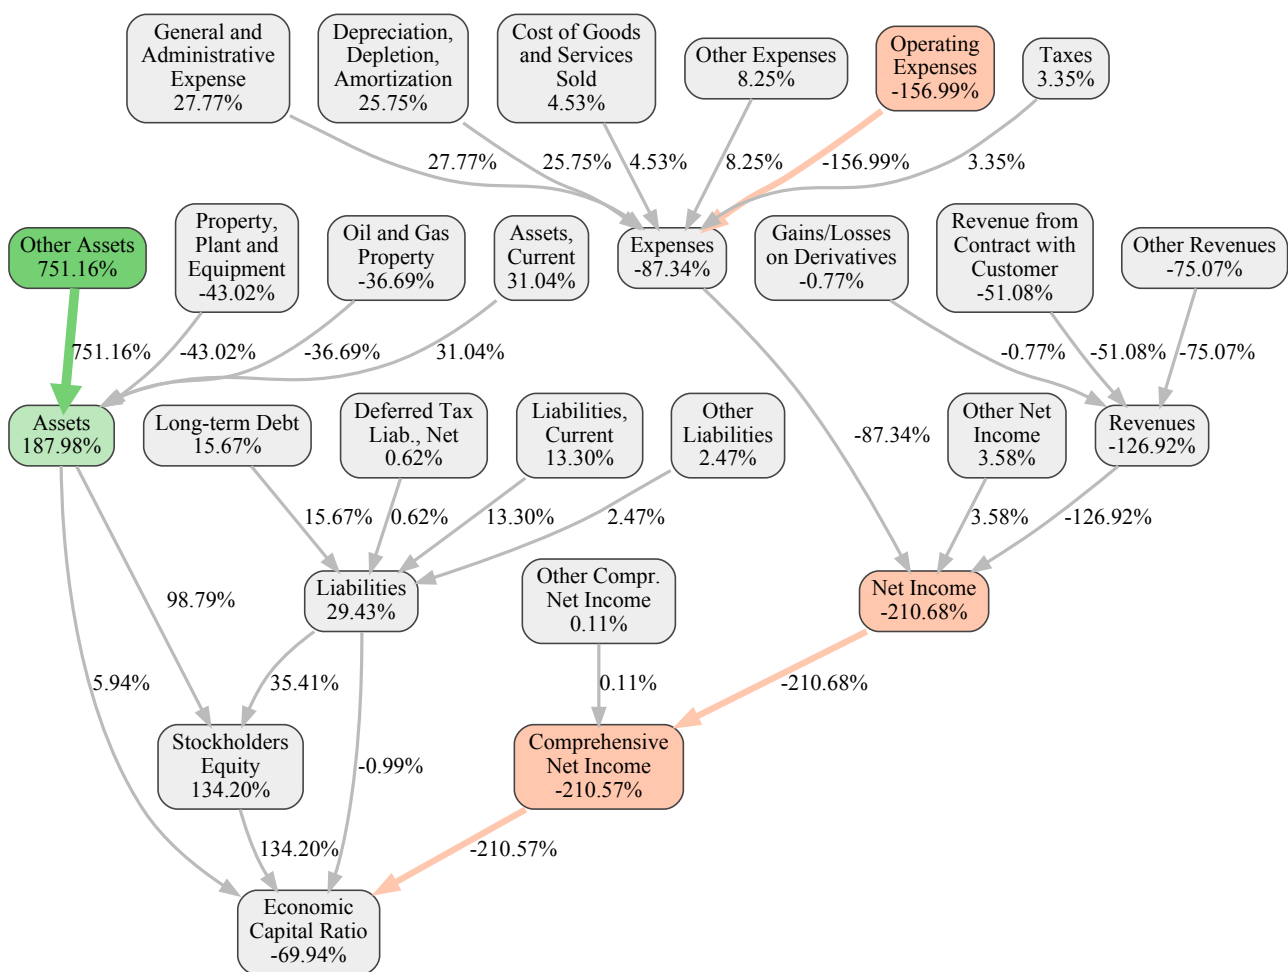 General and
Administrative
Expense
27.77%
Depreciation,
Depletion,
Amortization
25.75%
Cost of Goods
and Services
Sold
4.53%
Other Expenses
8.25%
Operating
Expenses
-156.99%
Taxes
3.35%
27.77%
25.75%
4.53%
8.25%
-156.99%
3.35%
Other Assets
751.16%
Property,
Plant and
Equipment
-43.02%
Oil and Gas
Property
-36.69%
Assets,
Current
31.04%
Expenses
-87.34%
Gains/Losses
on Derivatives
-0.77%
Revenue from
Contract with
Customer
-51.08%
Other Revenues
-75.07%
751.16%
-43.02%
-36.69%
31.04%
-0.77%
-51.08%
-75.07%
Assets
187.98%
Long-term Debt
15.67%
Deferred Tax
Liab., Net
0.62%
Liabilities,
Current
13.30%
Other
Liabilities
2.47%
-87.34%
Other Net
Income
3.58%
Revenues
-126.92%
15.67%
0.62%
13.30%
2.47%
3.58%
-126.92%
98.79%
Liabilities
29.43%
Other Compr.
Net Income
0.11%
Net Income
-210.68%
5.94%
35.41%
0.11%
-210.68%
Stockholders
Equity
134.20%
-0.99%
Comprehensive
Net Income
-210.57%
134.20%
-210.57%
Economic
Capital Ratio
-69.94%